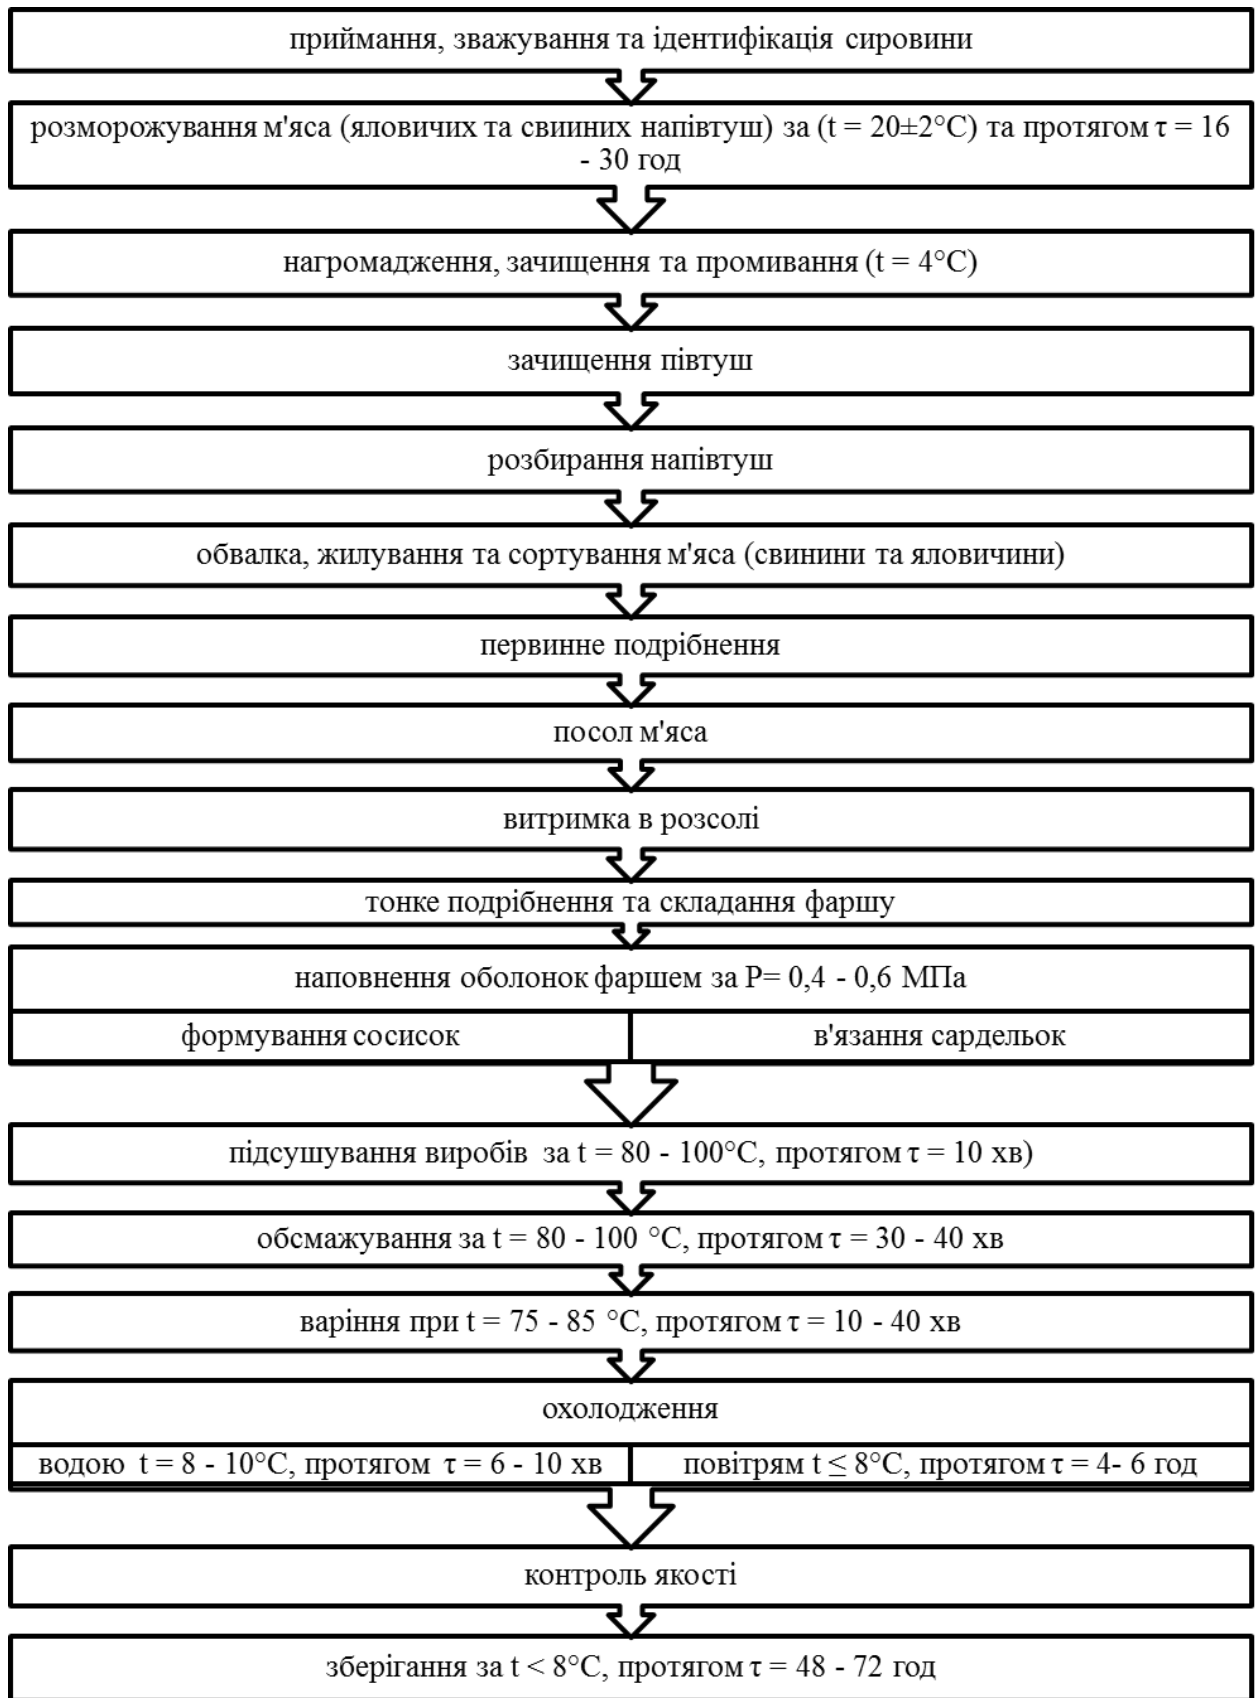 приймання, зважування та ідентифікація сировини
розморожування м'яса (яловичих та свииних напівтуш) за (t = 20±2°С) та протягом τ = 16
- 30 год
нагромадження, зачищення та промивання (t = 4°С)
зачищення півтуш
розбирання напівтуш
обвалка, жилування та сортування м'яса (свинини та яловичини)
первинне подрібнення
посол м'яса
витримка в розсолі
тонке подрібнення та складання фаршу
наповнення оболонок фаршем за Р= 0,4 - 0,6 МПа
формування сосисок
в'язання сардельок
підсушування виробів за t = 80 - 100°С, протягом τ = 10 хв)
обсмажування за t = 80 - 100 °С, протягом τ = 30 - 40 хв
варіння при t = 75 - 85 °С, протягом τ = 10 - 40 хв
охолодження
водою t = 8 - 10°С, протягом τ = 6 - 10 хв
повітрям t ≤ 8°С, протягом τ = 4- 6 год
контроль якості
зберігання за t < 8°С, протягом τ = 48 - 72 год